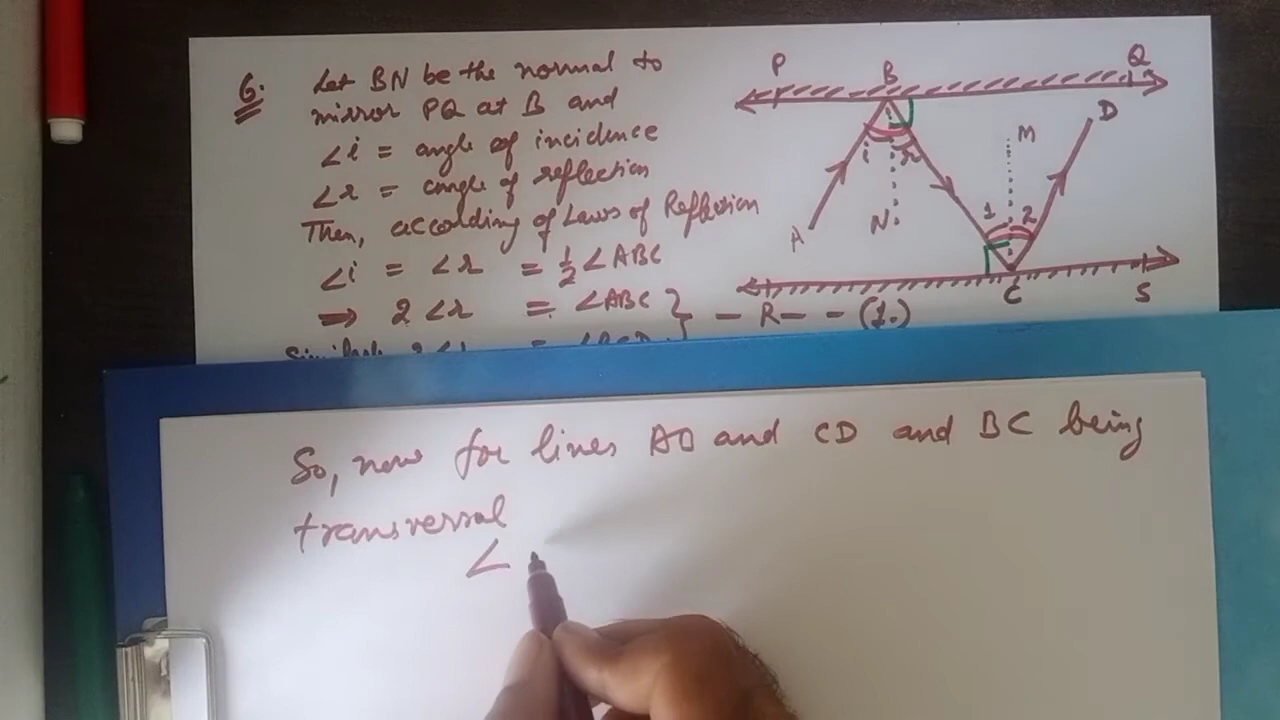 6. Let BN be the normal to
mirror PQ at B and
∠i = angle of incidence
∠r = angle of reflection
Then, according of Laws of Reflection
∠i = ∠r = 1/2 ∠ABC
⇒ 2∠r = ∠ABC } - R - - (1.)
P B Q
i r
D
M
A N 1 2
C S
So, now for lines AB and CD and BC being
transversal
∠